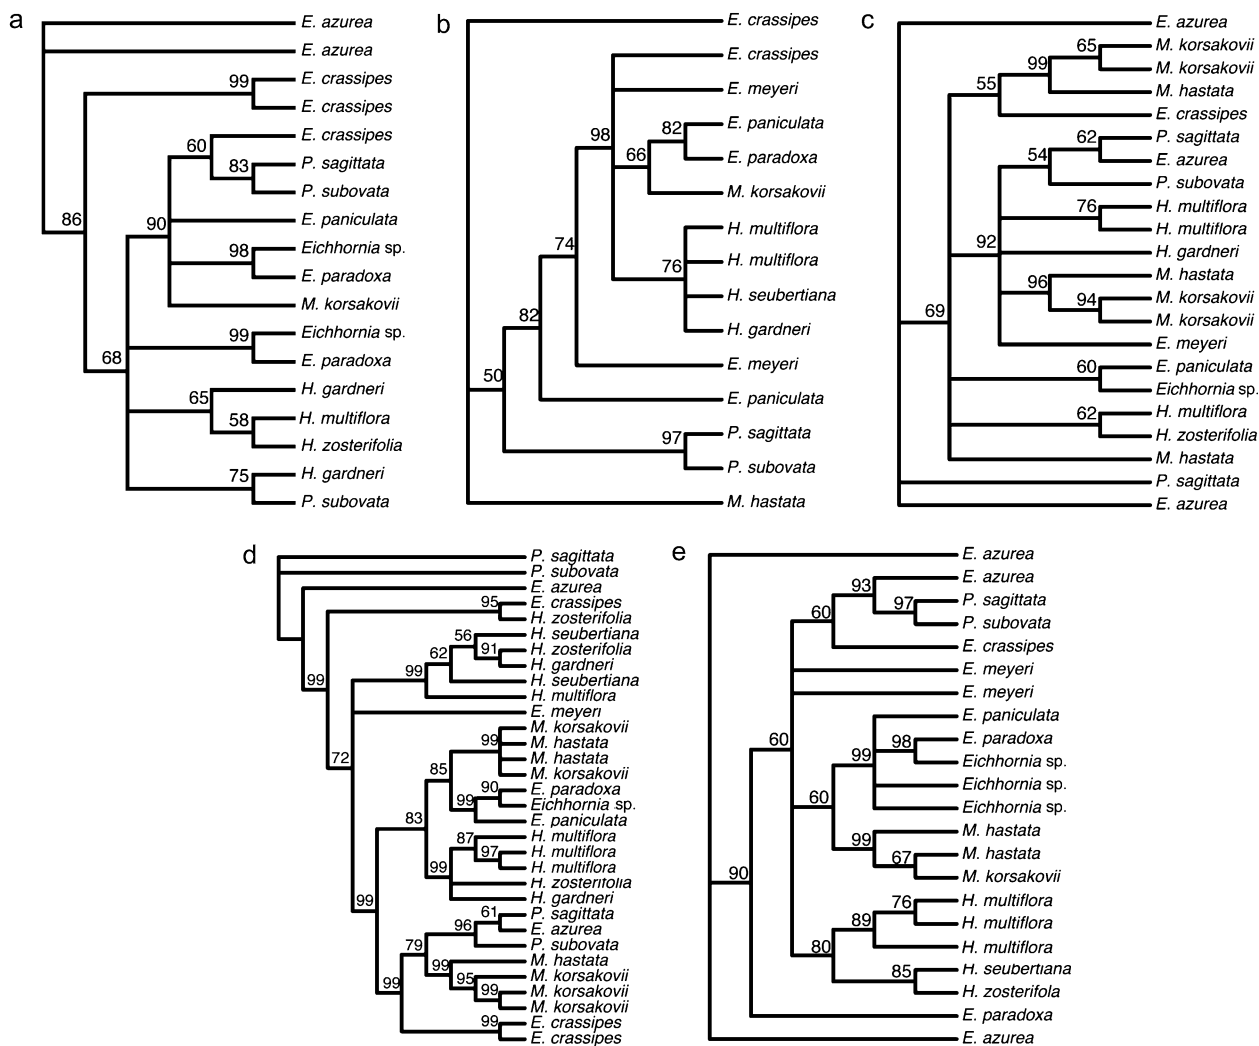 a
E. azurea
E. azurea
99
E. crassipes
E. crassipes
86
60
E. crassipes
83
P. sagittata
P. subovata
90
E. paniculata
98
Eichhornia sp.
E. paradoxa
M. korsakovii
68
99
Eichhornia sp.
E. paradoxa
65
H. gardneri
58
H. multiflora
H. zosterifolia
75
H. gardneri
P. subovata
b
E. crassipes
E. crassipes
E. meyeri
98
82
E. paniculata
66
E. paradoxa
M. korsakovii
74
76
H. multiflora
H. multiflora
H. seubertiana
H. gardneri
82
E. meyeri
50
E. paniculata
97
P. sagittata
P. subovata
M. hastata
c
E. azurea
65
M. korsakovii
99
M. korsakovii
55
M. hastata
E. crassipes
62
P. sagittata
54
E. azurea
P. subovata
76
H. multiflora
H. multiflora
92
H. gardneri
96
M. hastata
94
M. korsakovii
M. korsakovii
69
E. meyeri
60
E. paniculata
Eichhornia sp.
62
H. multiflora
H. zosterifolia
M. hastata
P. sagittata
E. azurea
d
P. sagittata
P. subovata
E. azurea
95
E. crassipes
H. zosterifolia
99
56
H. seubertiana
62
91
H. zosterifolia
H. gardneri
99
H. seubertiana
H. multiflora
72
E. meyeri
99
M. korsakovii
M. hastata
M. hastata
M. korsakovii
85
90
E. paradoxa
99
Eichhornia sp.
E. paniculata
83
87
H. multiflora
97
H. multiflora
H. multiflora
99
H. zosterifolia
H. gardneri
99
61
P. sagittata
96
E. azurea
P. subovata
79
99
M. hastata
95
M. korsakovii
99
M. korsakovii
M. korsakovii
99
99
E. crassipes
E. crassipes
e
E. azurea
93
E. azurea
97
P. sagittata
P. subovata
60
E. crassipes
E. meyeri
E. meyeri
60
99
E. paniculata
98
E. paradoxa
Eichhornia sp.
Eichhornia sp.
Eichhornia sp.
60
99
M. hastata
67
M. hastata
M. korsakovii
90
76
H. multiflora
89
H. multiflora
H. multiflora
80
85
H. seubertiana
H. zosterifola
E. paradoxa
E. azurea